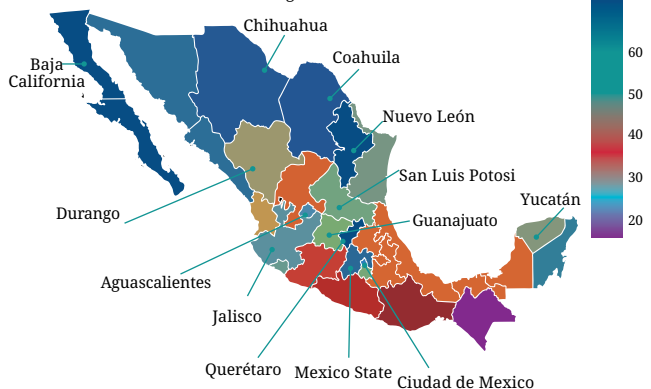 Chihuahua
Coahuila
Baja
California
60
Nuevo León
50
40
San Luis Potosi
30
Yucatán
Durango
Guanajuato
20
Aguascalientes
Jalisco
Querétaro
Mexico State
Ciudad de Mexico